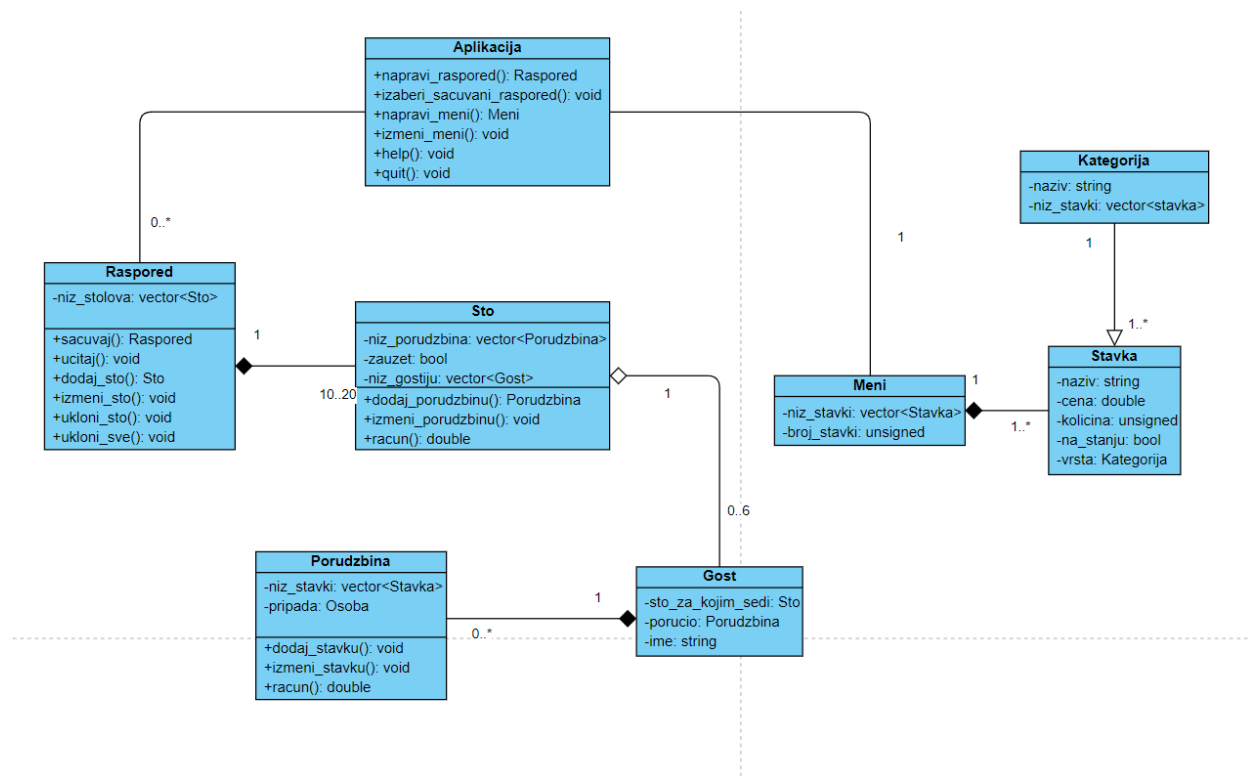 Aplikacija
+napravi_raspored(): Raspored
+izaberi_sacuvani_raspored(): void
+napravi_meni(): Meni
+izmeni_meni(): void
+help(): void
+quit(): void
Kategorija
-naziv: string
-niz_stavki: vector<stavka>
0..*
1
1
Raspored
-niz_stolova: vector<Sto>
+sacuvaj(): Raspored
+ucitaj(): void
+dodaj_sto(): Sto
+izmeni_sto(): void
+ukloni_sto(): void
+ukloni_sve(): void
1
10..20
Sto
-niz_porudzbina: vector<Porudzbina>
-zauzet: bool
-niz_gostiju: vector<Gost>
+dodaj_porudzbinu(): Porudzbina
+izmeni_porudzbinu(): void
+racun(): double
1
0..6
Meni
-niz_stavki: vector<Stavka>
-broj_stavki: unsigned
1
1..*
1..*
Stavka
-naziv: string
-cena: double
-kolicina: unsigned
-na_stanju: bool
-vrsta: Kategorija
Porudzbina
-niz_stavki: vector<Stavka>
-pripada: Osoba
+dodaj_stavku(): void
+izmeni_stavku(): void
+racun(): double
1
0..*
Gost
-sto_za_kojim_sedi: Sto
-porucio: Porudzbina
-ime: string